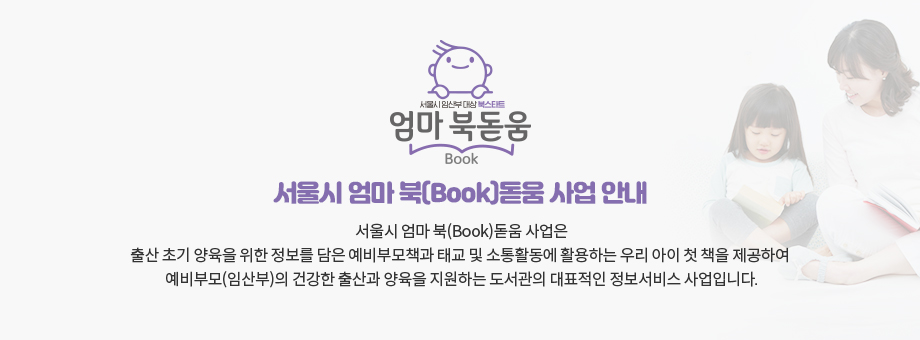 서울시 임산부 대상 북스타트
엄마 북돋움
Book
서울시 엄마 북(Book)돋움 사업 안내
서울시 엄마 북(Book)돋움 사업은
출산 초기 양육을 위한 정보를 담은 예비부모책과 태교 및 소통활동에 활용하는 우리 아이 첫 책을 제공하여
예비부모(임산부)의 건강한 출산과 양육을 지원하는 도서관의 대표적인 정보서비스 사업입니다.